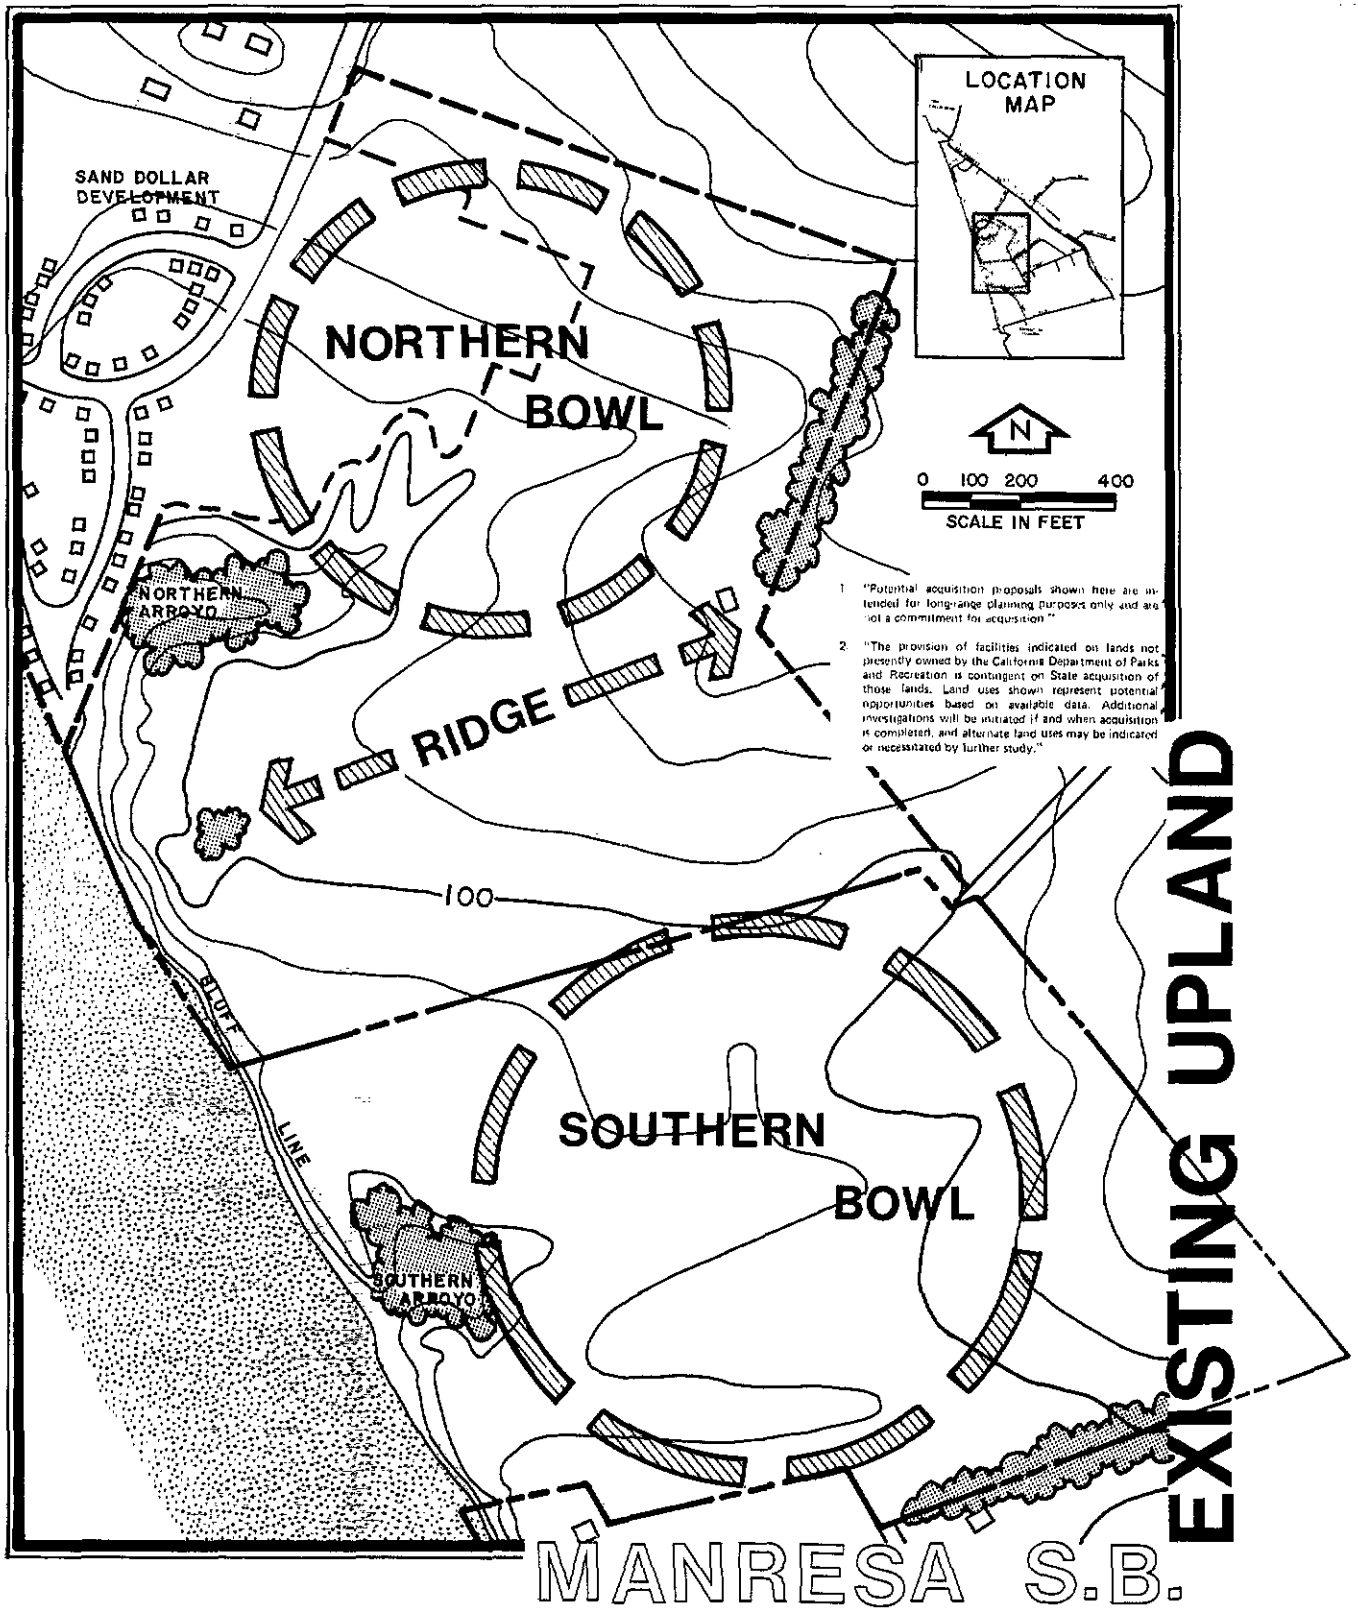 LOCATION
MAP
SAND DOLLAR
DEVELOPMENT
NORTHERN
BOWL
N
0 100 200 400
SCALE IN FEET
NORTHERN
ARROYO
1. "Potential acquisition proposals shown here are in-
tended for long-range planning purposes only and are
not a commitment for acquisition"
2. "The provision of facilities indicated on lands not
presently owned by the California Department of Parks
and Recreation is contingent on State acquisition of
those lands. Land uses shown represent potential
opportunities based on available data. Additional
investigations will be initiated if and when acquisition
is completed, and alternate land uses may be indicated
or necessitated by further study."
RIDGE
100
BLUFF
LINE
SOUTHERN
BOWL
SOUTHERN
ARROYO
EXISTING UPLAND
MANRESA S.B.